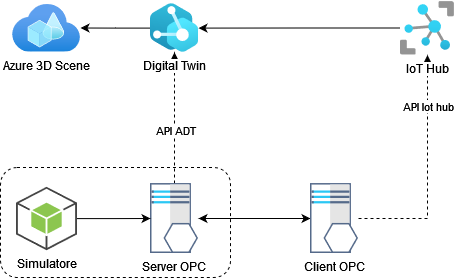 Azure 3D Scene
Digital Twin
IoT Hub
API ADT
API Iot hub
Simulatore
Server OPC
Client OPC